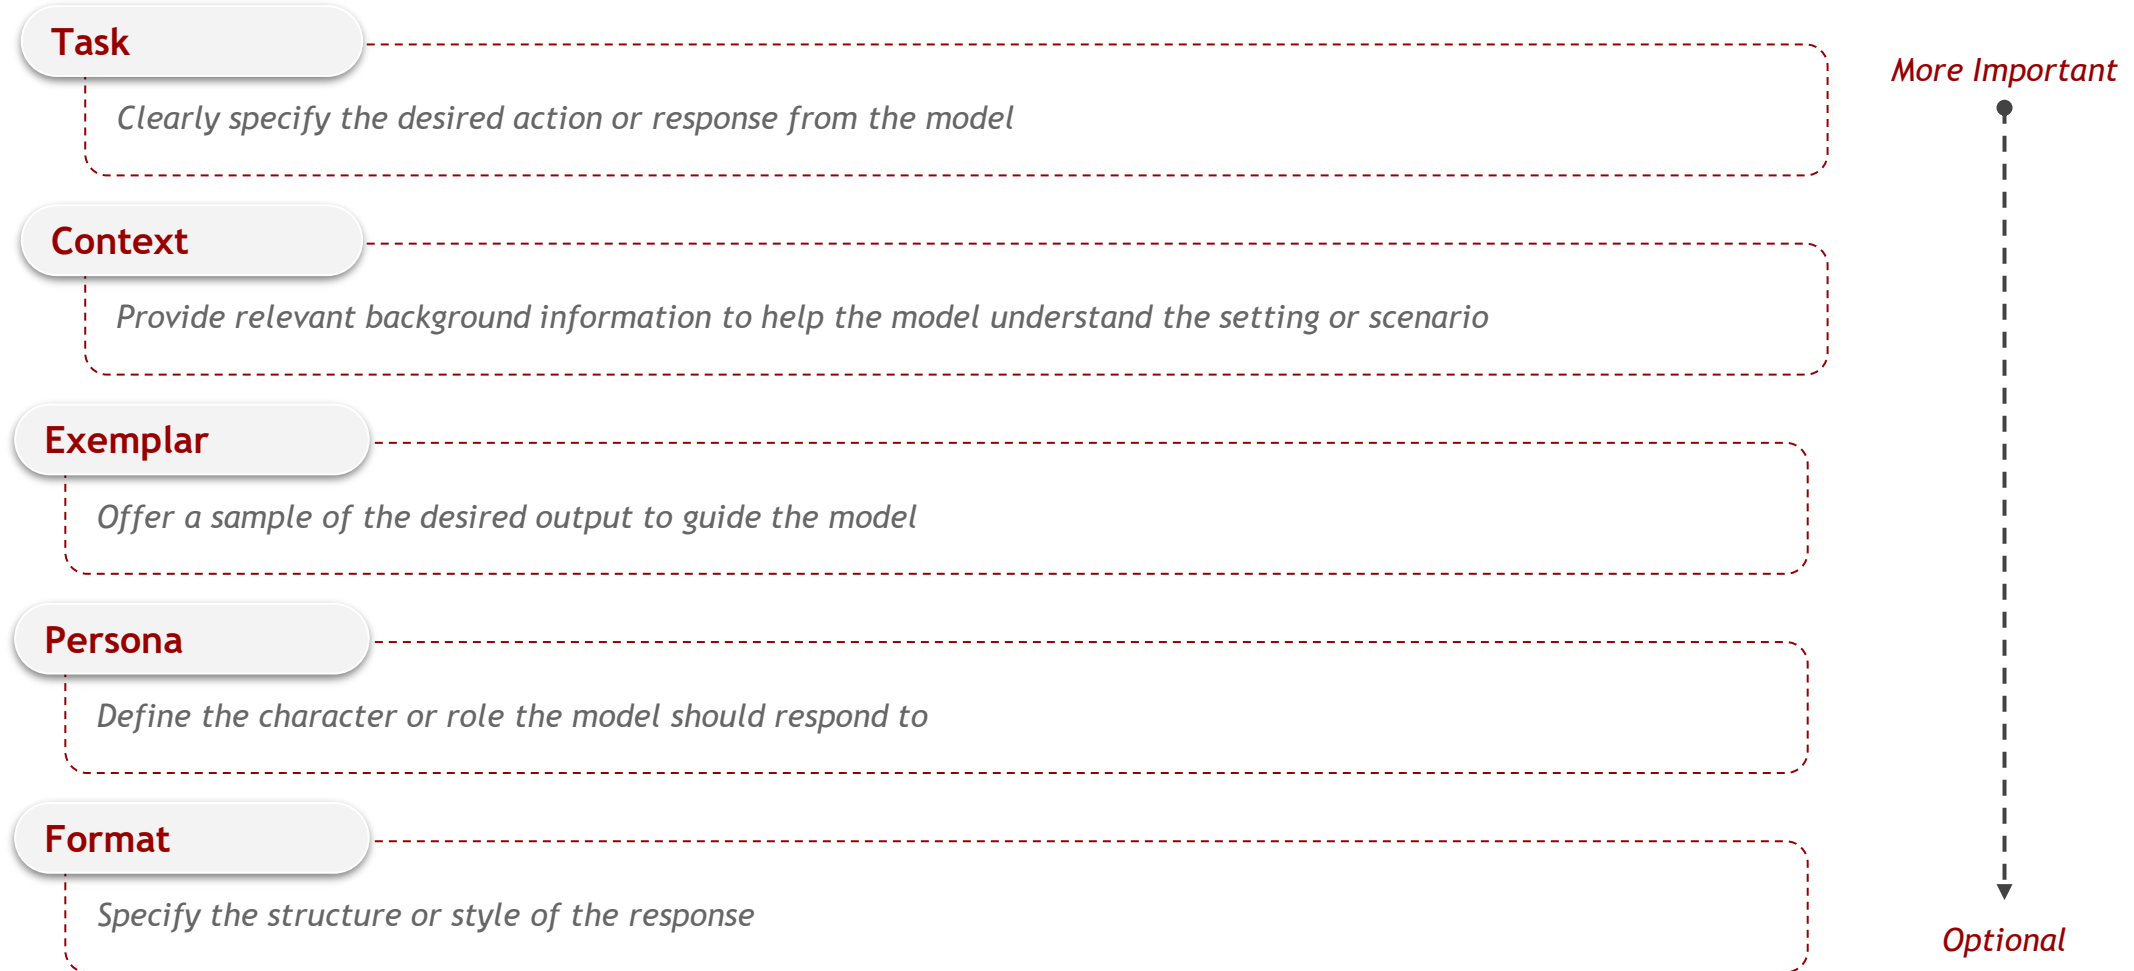 Task
More Important
Clearly specify the desired action or response from the model
Context
Provide relevant background information to help the model understand the setting or scenario
Exemplar
Offer a sample of the desired output to guide the model
Persona
Define the character or role the model should respond to
Format
Specify the structure or style of the response
Optional